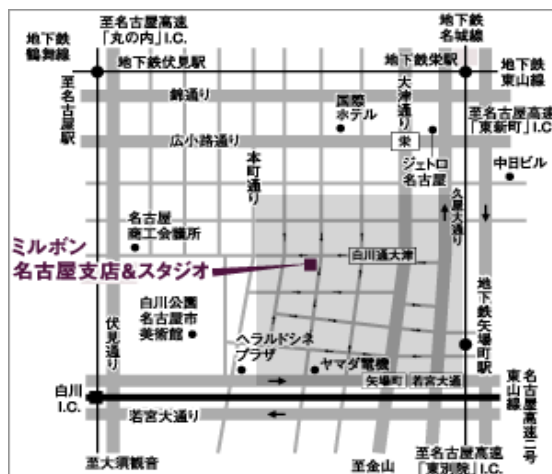 至名古屋高速
「丸の内」I.C.
地下鉄
鶴舞線
地下鉄
名城線
地下鉄伏見駅
地下鉄栄駅
地下鉄
東山線
至名古屋駅
錦通り
国際
ホテル
大津通り
至名古屋高速
「東新町」I.C.
広小路通り
栄
ジェトロ
名古屋
中日ビル
本町通り
久屋大通り
名古屋
商工会議所
白川通大津
ミルボン
名古屋支店&スタジオ
白川公園
名古屋市
美術館
伏見通り
地下鉄矢場町駅
ヘラルドシネ
プラザ
ヤマダ電機
矢場町
若宮大通
白川
I.C.
名古屋高速二号
東山線
若宮大通り
至大須観音
至金山
至名古屋高速
「東別院」I.C.